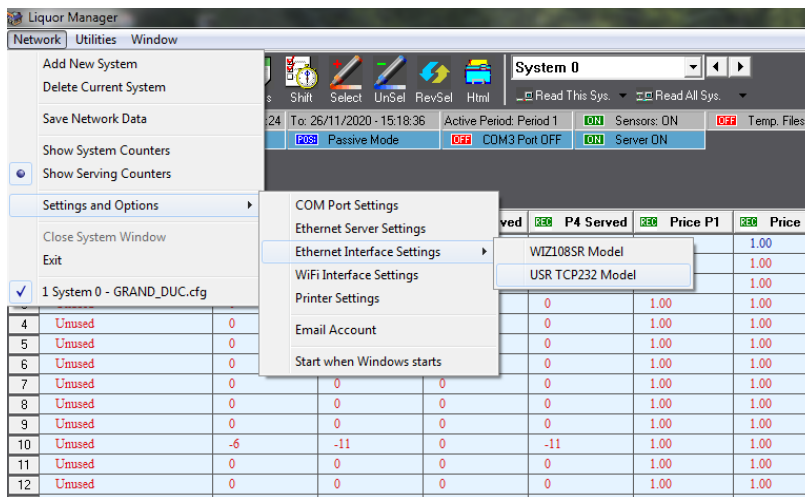 Liquor Manager
Network Utilities Window
Add New System
Delete Current System
Save Network Data
Show System Counters
Show Serving Counters
Settings and Options
Close System Window
Exit
1 System 0 - GRAND_DUC.cfg
COM Port Settings
Ethernet Server Settings
Ethernet Interface Settings
WiFi Interface Settings
Printer Settings
Email Account
Start when Windows starts
WIZ108SR Model
USR TCP232 Model
s Shift Select UnSel RevSel Html
System 0
Read This Sys. Read All Sys.
:24 To: 26/11/2020 - 15:18:36 Active Period: Period 1 ON Sensors: ON OFF Temp. Files
POS: Passive Mode OFF COM3 Port OFF ON Server ON
ved REC P4 Served REC Price P1 REC Price
1.00
1.00
1.00
0 1.00 1.00
4 Unused 0 0 1.00 1.00
5 Unused 0 0 1.00 1.00
6 Unused 0 0 1.00 1.00
7 Unused 0 0 0 0 1.00 1.00
8 Unused 0 0 0 0 1.00 1.00
9 Unused 0 0 0 0 1.00 1.00
10 Unused -6 -11 0 -11 1.00 1.00
11 Unused 0 0 0 0 1.00 1.00
12 Unused 0 0 0 0 1.00 1.00